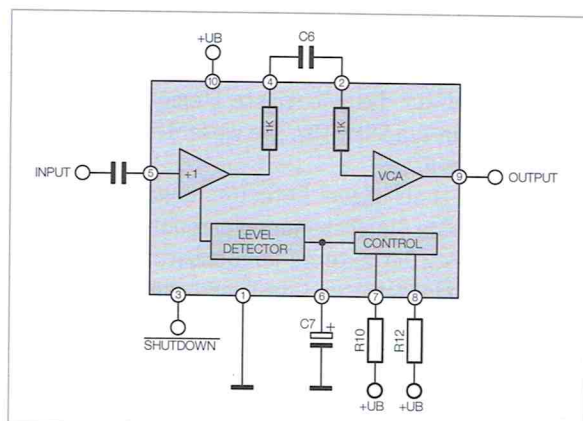 C6
+UB
10
4
2
1K
1K
INPUT
5
+1
VCA
9
OUTPUT
LEVEL
DETECTOR
CONTROL
3
1
6
7
8
SHUTDOWN
C7
+
R10
R12
+UB
+UB